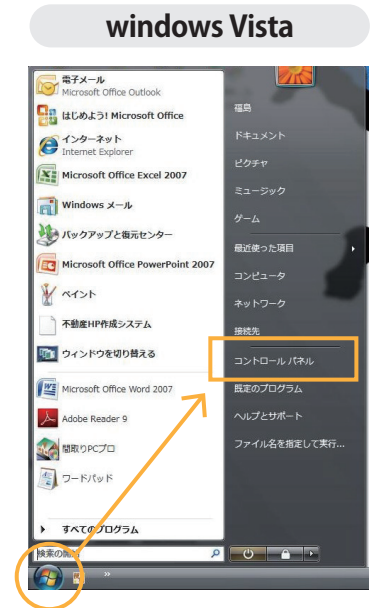 windows Vista
電子メール
Microsoft Office Outlook
はじめよう! Microsoft Office
インターネット
Internet Explorer
Microsoft Office Excel 2007
Windows メール
バックアップと復元センター
Microsoft Office PowerPoint 2007
ペイント
不動産HP作成システム
ウィンドウを切り替える
Microsoft Office Word 2007
Adobe Reader 9
間取りPCプロ
ワードパッド
すべてのプログラム
検索の開始
福島
ドキュメント
ピクチャ
ミュージック
ゲーム
最近使った項目
コンピュータ
ネットワーク
接続先
コントロール パネル
既定のプログラム
ヘルプとサポート
ファイル名を指定して実行...